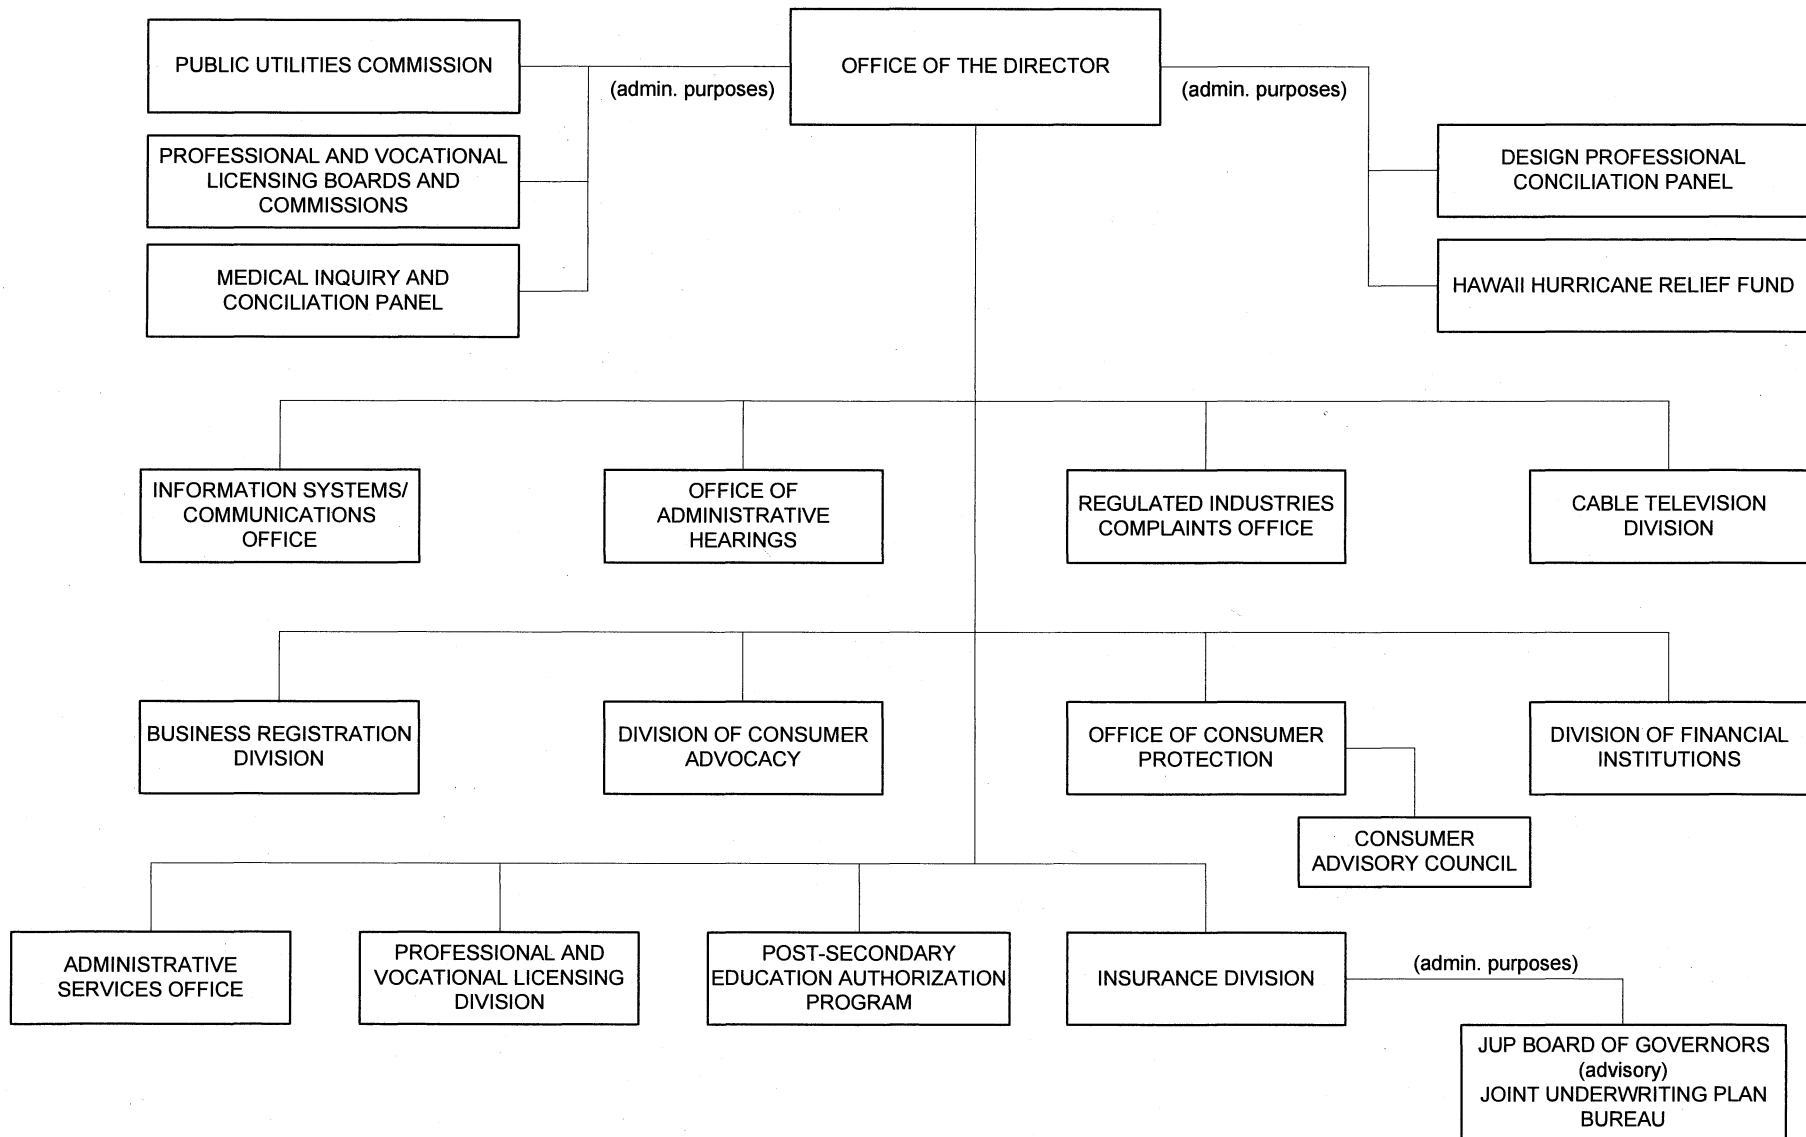 PUBLIC UTILITIES COMMISSION
(admin. purposes)
OFFICE OF THE DIRECTOR
(admin. purposes)
PROFESSIONAL AND VOCATIONAL
LICENSING BOARDS AND
COMMISSIONS
DESIGN PROFESSIONAL
CONCILIATION PANEL
MEDICAL INQUIRY AND
CONCILIATION PANEL
HAWAII HURRICANE RELIEF FUND
INFORMATION SYSTEMS/
COMMUNICATIONS
OFFICE
OFFICE OF
ADMINISTRATIVE
HEARINGS
REGULATED INDUSTRIES
COMPLAINTS OFFICE
CABLE TELEVISION
DIVISION
BUSINESS REGISTRATION
DIVISION
DIVISION OF CONSUMER
ADVOCACY
OFFICE OF CONSUMER
PROTECTION
DIVISION OF FINANCIAL
INSTITUTIONS
CONSUMER
ADVISORY COUNCIL
ADMINISTRATIVE
SERVICES OFFICE
PROFESSIONAL AND
VOCATIONAL LICENSING
DIVISION
POST-SECONDARY
EDUCATION AUTHORIZATION
PROGRAM
INSURANCE DIVISION
(admin. purposes)
JUP BOARD OF GOVERNORS
(advisory)
JOINT UNDERWRITING PLAN
BUREAU